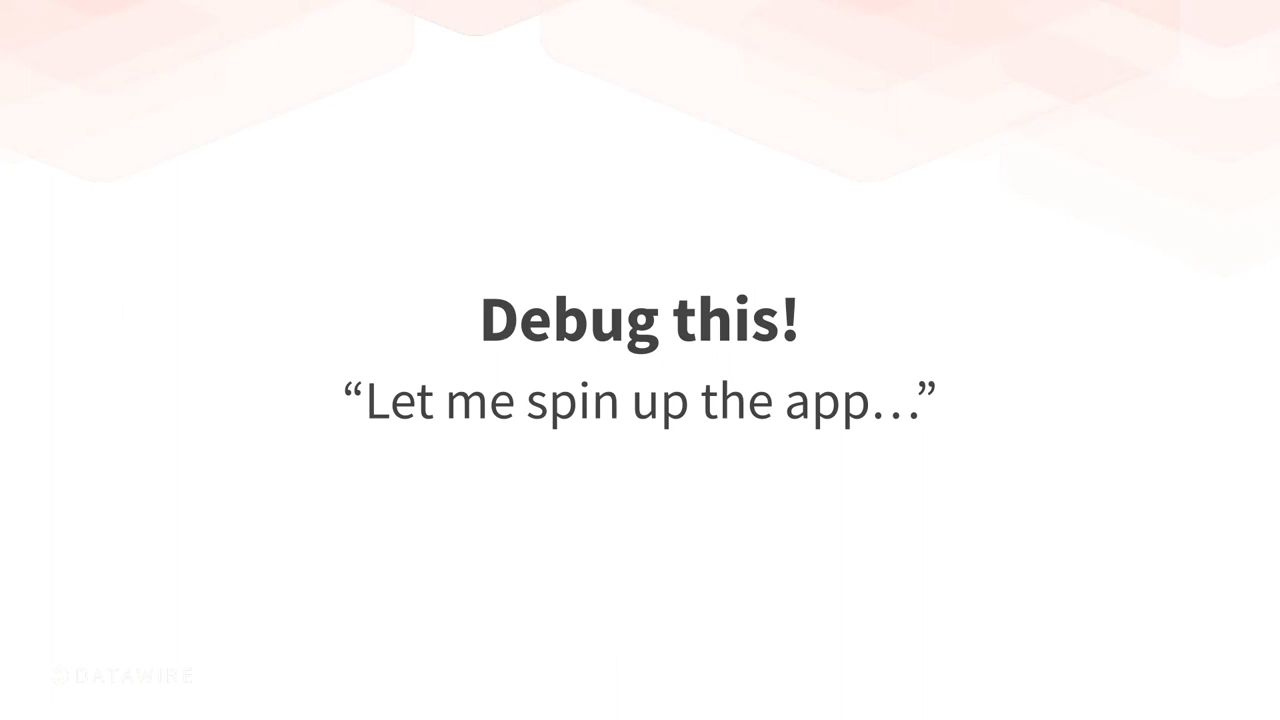 Debug this!
“Let me spin up the app…”
DATAWIRE